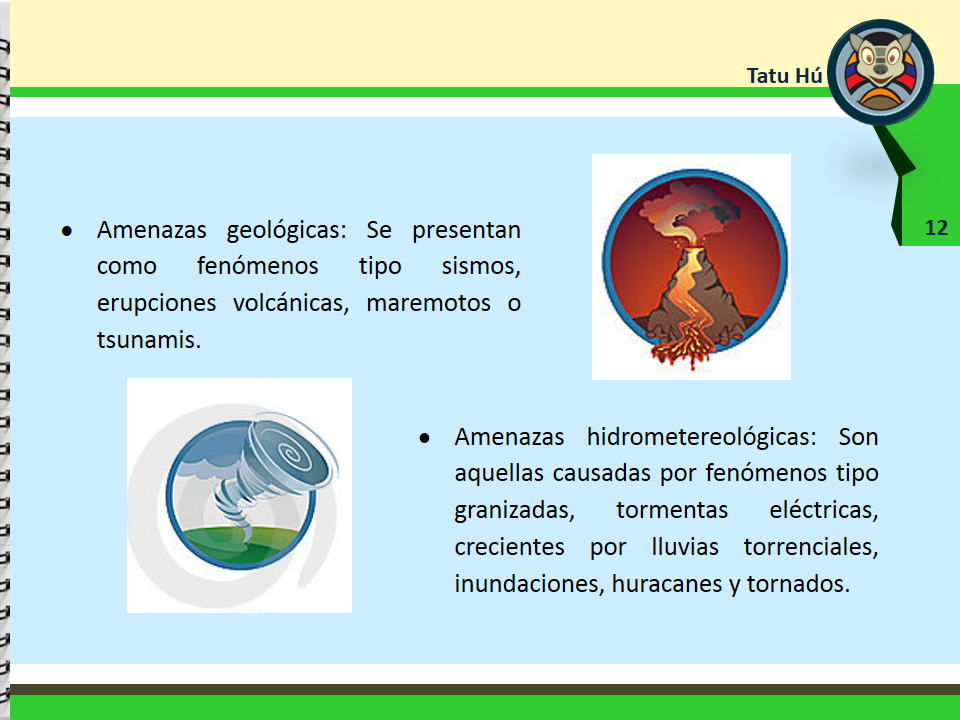 Tatu Hú
12
• Amenazas geológicas: Se presentan
como fenómenos tipo sismos,
erupciones volcánicas, maremotos o
tsunamis.
• Amenazas hidrometereológicas: Son
aquellas causadas por fenómenos tipo
granizadas, tormentas eléctricas,
crecientes por lluvias torrenciales,
inundaciones, huracanes y tornados.